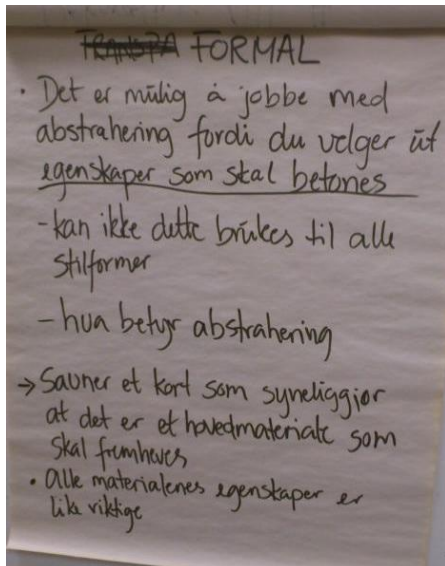 FORMAL
• Det er mulig å jobbe med
abstrahering fordi du velger ut
egenskaper som skal betones
- kan ikke dette brukes til alle
stilformer
- hva betyr abstrahering
→ Savner et kort som syneliggjør
at det er et hovedmateriale som
skal fremheves
• Alle materialenes egenskaper er
like viktige